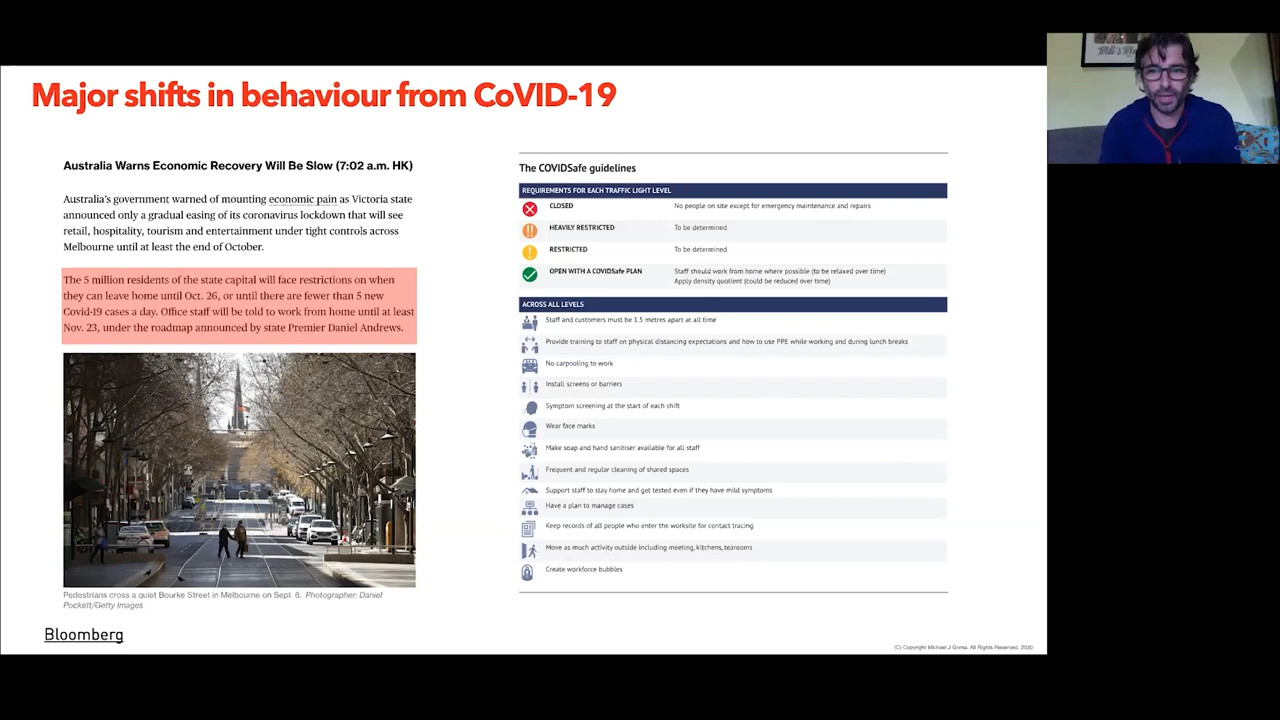 Major shifts in behaviour from CoVID-19
Australia Warns Economic Recovery Will Be Slow (7:02 a.m. HK)
Australia's government warned of mounting economic pain as Victoria state
announced only a gradual easing of its coronavirus lockdown that will see
retail, hospitality, tourism and entertainment under tight controls across
Melbourne until at least the end of October.
The 5 million residents of the state capital will face restrictions on when
they can leave home until Oct. 26, or until there are fewer than 5 new
Covid-19 cases a day. Office staff will be told to work from home until at least
Nov. 23, under the roadmap announced by state Premier Daniel Andrews.
Pedestrians cross a quiet Bourke Street in Melbourne on Sept. 6. Photographer: Daniel
Pockett/Getty Images
Bloomberg
The COVIDSafe guidelines
REQUIREMENTS FOR EACH TRAFFIC LIGHT LEVEL
CLOSED No people on site except for emergency maintenance and repairs
HEAVILY RESTRICTED To be determined
RESTRICTED To be determined
OPEN WITH A COVIDSafe PLAN Staff should work from home where possible (to be relaxed over time)
Apply density quotient (could be reduced over time)
ACROSS ALL LEVELS
Staff and customers must be 1.5 metres apart at all time
Provide training to staff on physical distancing expectations and how to use PPE while working and during lunch breaks
No carpooling to work
Install screens or barriers
Symptom screening at the start of each shift
Wear face marks
Make soap and hand sanitiser available for all staff
Frequent and regular cleaning of shared spaces
Support staff to stay home and get tested even if they have mild symptoms
Have a plan to manage cases
Keep records of all people who enter the worksite for contact tracing
Move as much activity outside including meeting, kitchens, tearooms
Create workforce bubbles
(C) Copyright Michael J Grima. All Rights Reserved, 2020